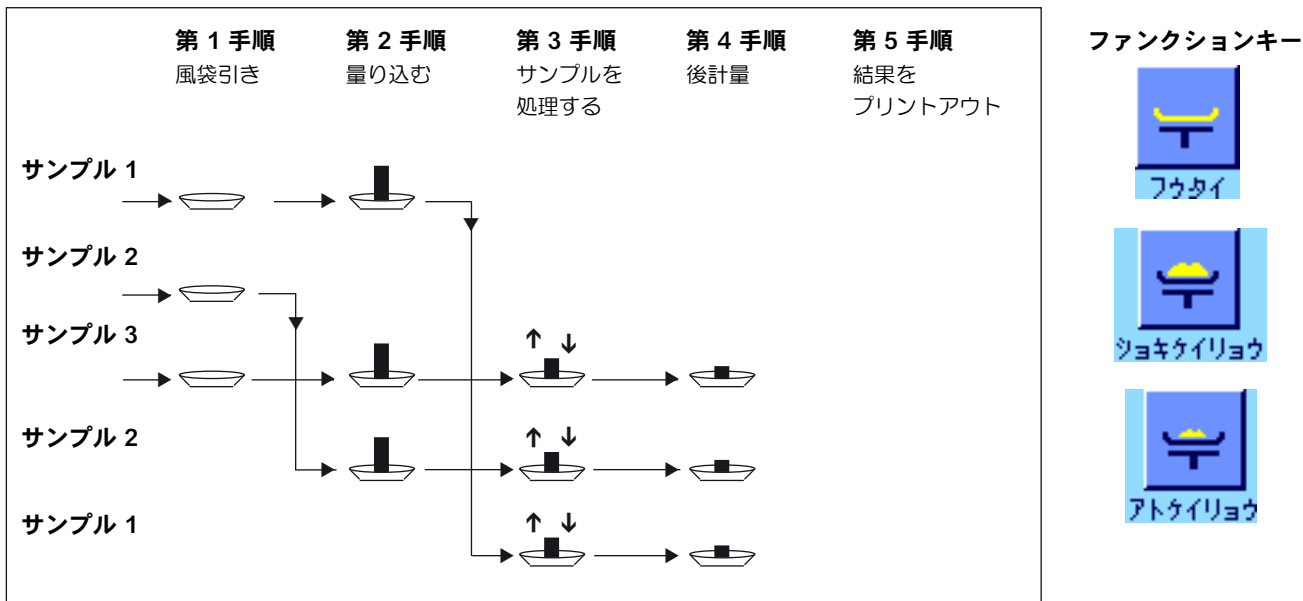 第 1 手順
風袋引き
第 2 手順
量り込む
第 3 手順
サンプルを
処理する
第 4 手順
後計量
第 5 手順
結果を
プリントアウト
サンプル 1
サンプル 2
サンプル 3
サンプル 2
サンプル 1
ファンクションキー
フウタイ
ショキケイリョウ
アトケイリョウ